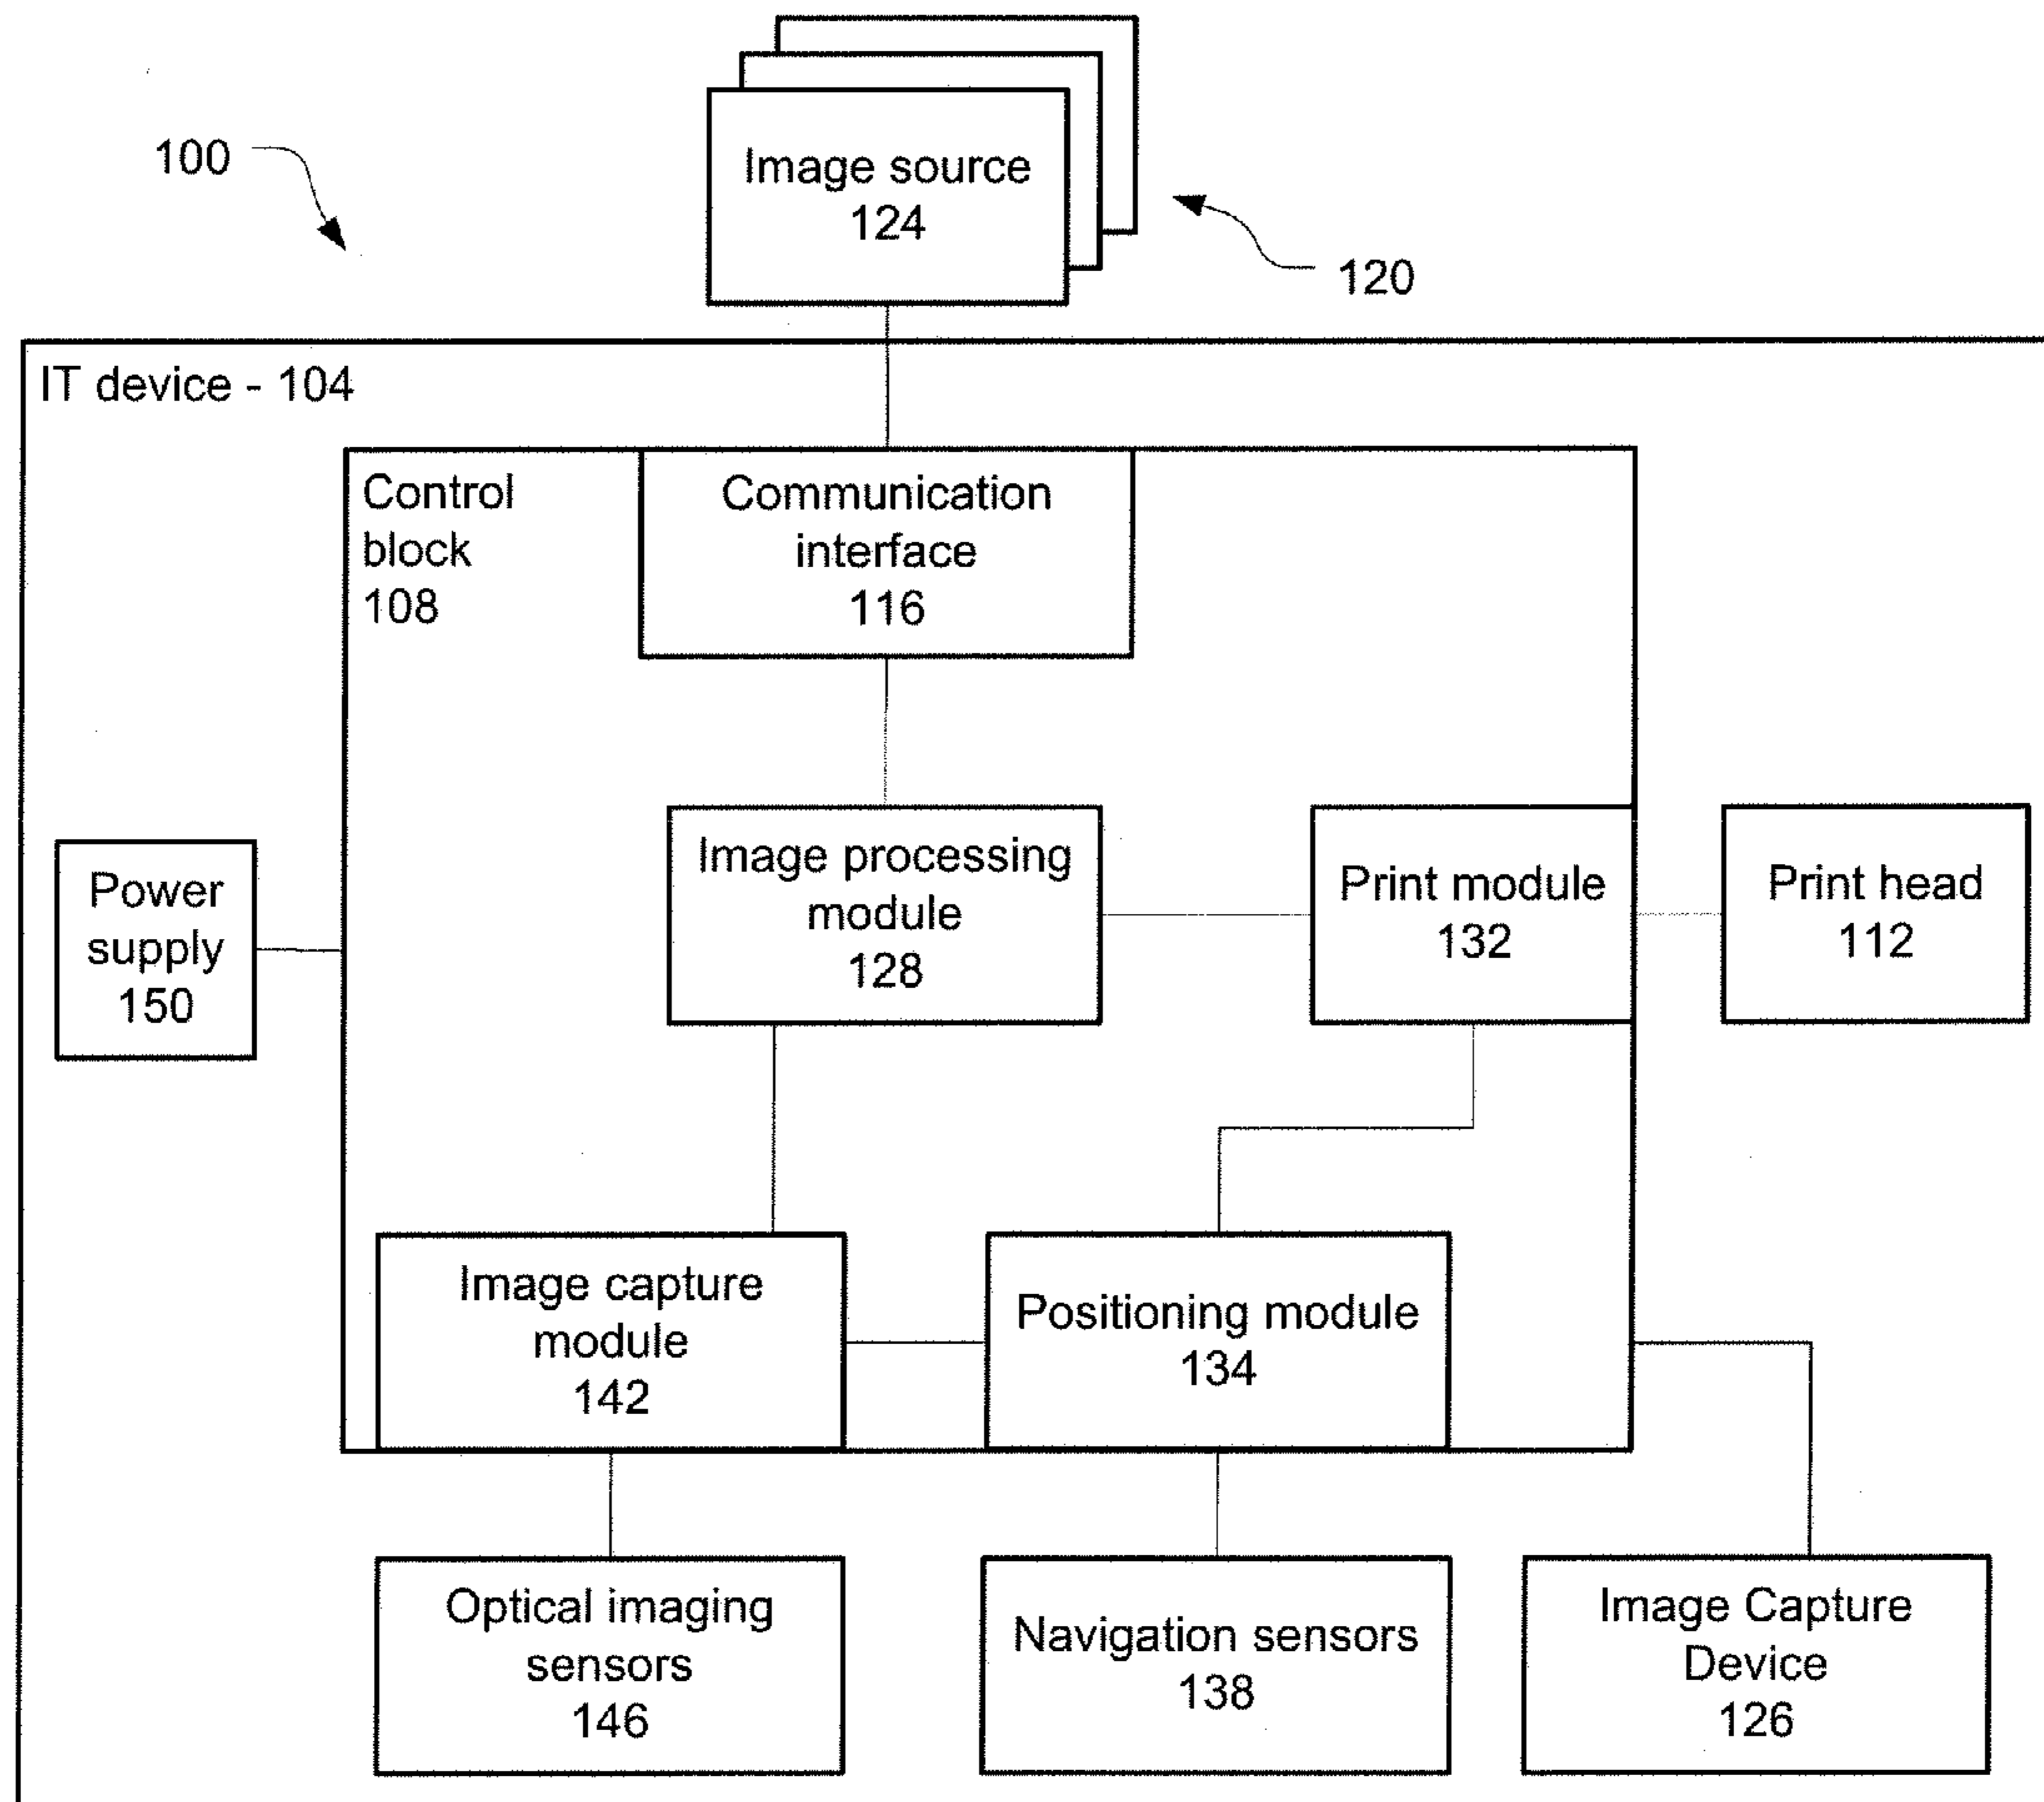 100
Image source
124
120
IT device - 104
Control
block
108
Communication
interface
116
Power
supply
150
Image processing
module
128
Print module
132
Print head
112
Image capture
module
142
Positioning module
134
Optical imaging
sensors
146
Navigation sensors
138
Image Capture
Device
126